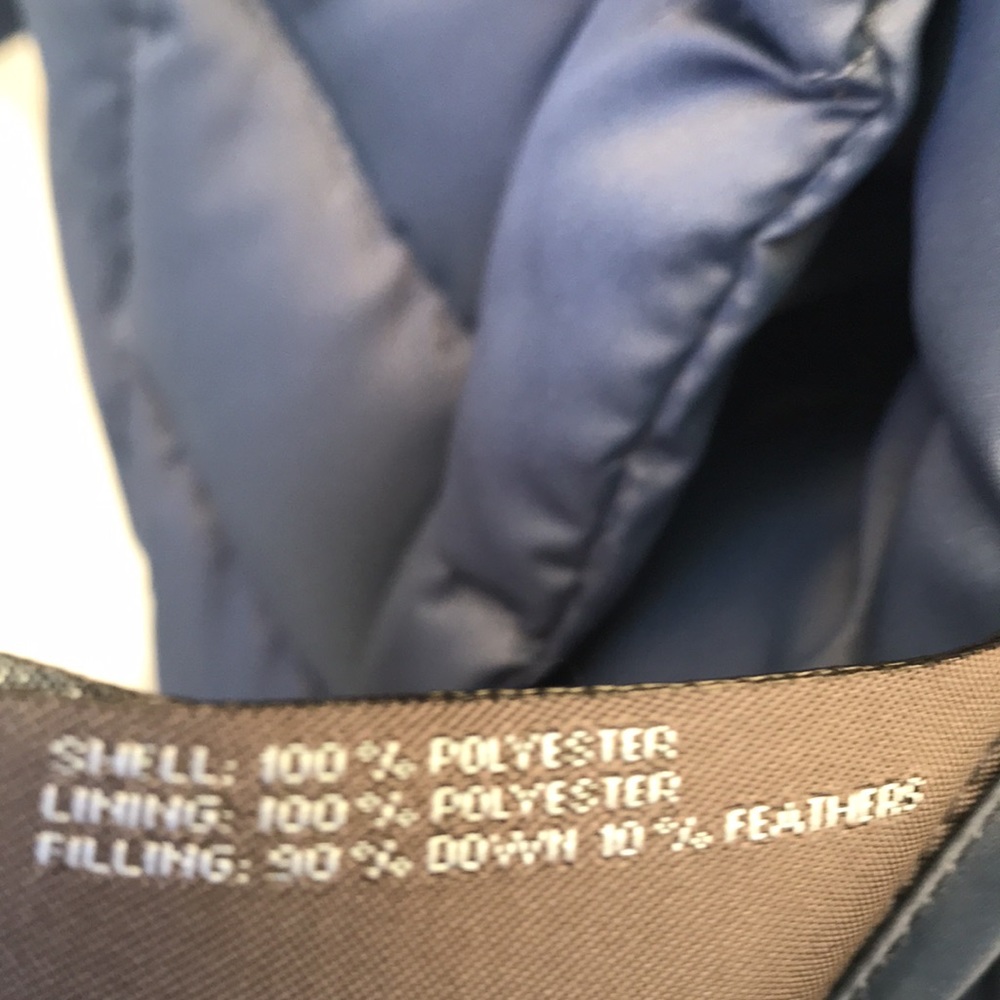 SHELL: 100 % POLYESTER
LINING: 100 % POLYESTER
FILLING: 90 % DOWN 10 % FEATHERS